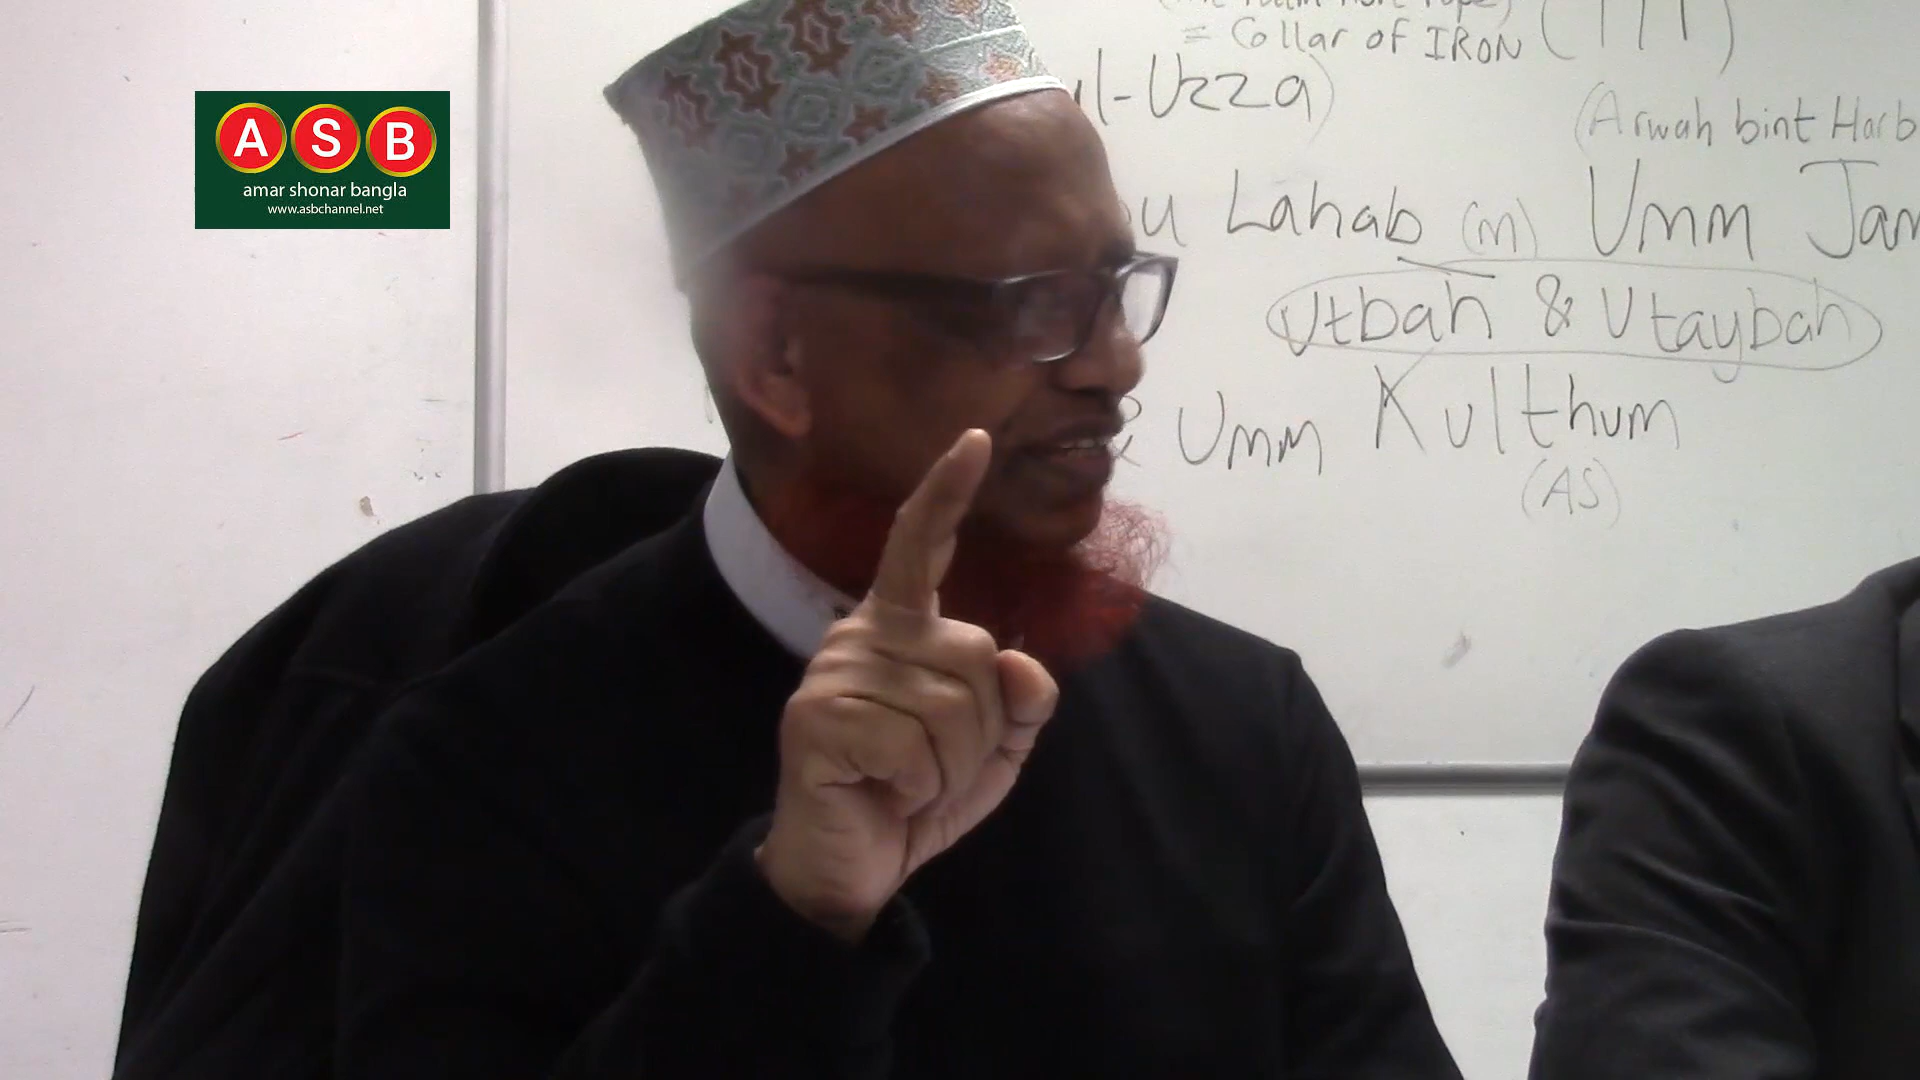 A S B
amar shonar bangla
www.asbchannel.net
= Collar of IRON
l-Uzza)
(Arwah bint Harb
u Lahab (m) Umm Jam
Utbah & Utaybah
& Umm Kulthum
(AS)